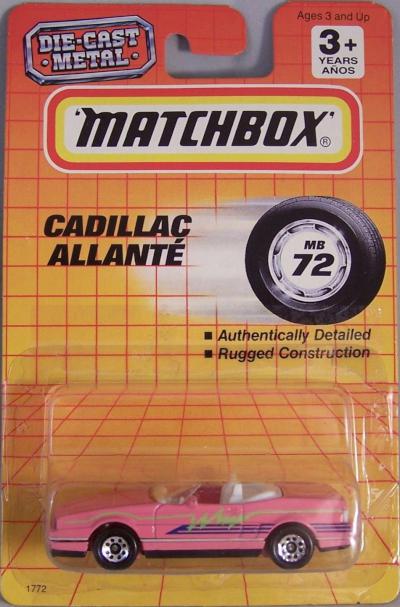 Ages 3 and Up
DIE-CAST
METAL
3+
YEARS
AÑOS
"MATCHBOX"®
CADILLAC
ALLANTÉ
MB
72
■ Authentically Detailed
■ Rugged Construction
1772